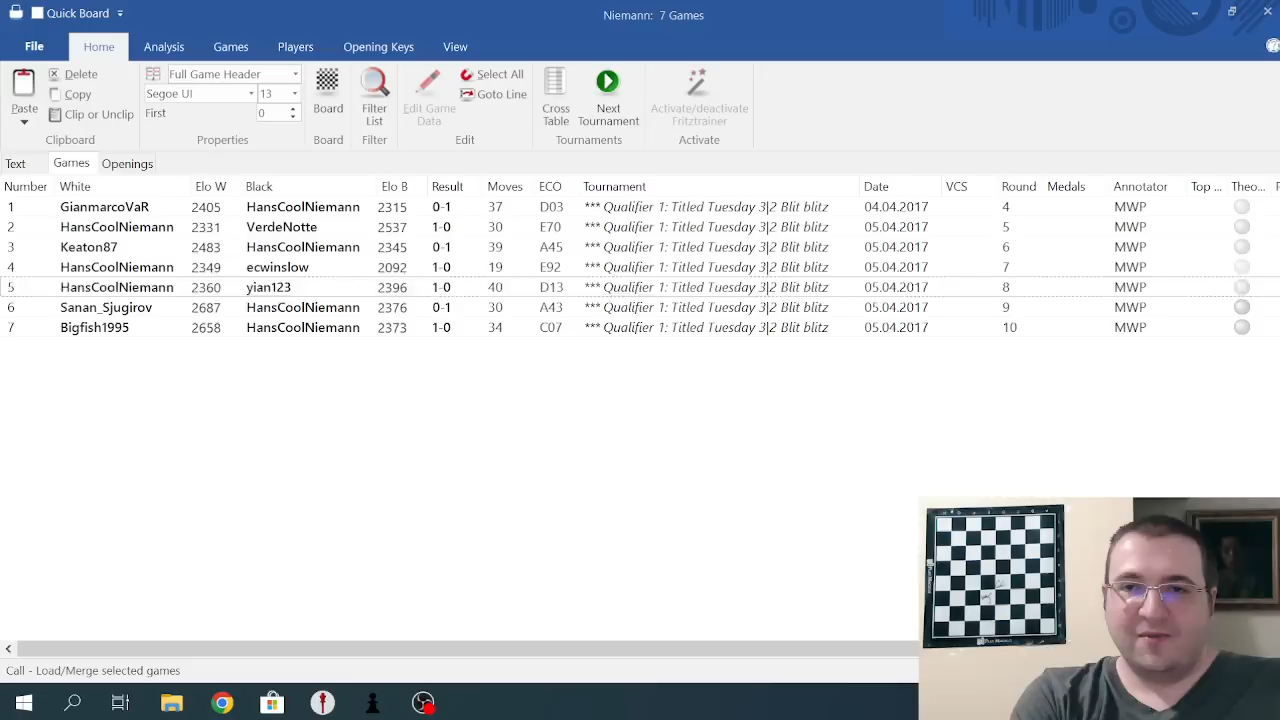 Quick Board
Niemann: 7 Games
File Home Analysis Games Players Opening Keys View
Paste
Delete
Copy
Clip or Unclip
Clipboard
Full Game Header
Segoe UI 13
First 0
Properties
Board
Board
Filter List
Filter
Edit Game Data
Select All
Goto Line
Edit
Cross Table
Next Tournament
Tournaments
Activate/deactivate Fritztrainer
Activate
Text Games Openings
Number White Elo W Black Elo B Result Moves ECO Tournament Date VCS Round Medals Annotator Top ... Theo...
1 GianmarcoVaR 2405 HansCoolNiemann 2315 0-1 37 D03 *** Qualifier 1: Titled Tuesday 3|2 Blit blitz 04.04.2017 4 MWP
2 HansCoolNiemann 2331 VerdeNotte 2537 1-0 30 E70 *** Qualifier 1: Titled Tuesday 3|2 Blit blitz 05.04.2017 5 MWP
3 Keaton87 2483 HansCoolNiemann 2345 0-1 39 A45 *** Qualifier 1: Titled Tuesday 3|2 Blit blitz 05.04.2017 6 MWP
4 HansCoolNiemann 2349 ecwinslow 2092 1-0 19 E92 *** Qualifier 1: Titled Tuesday 3|2 Blit blitz 05.04.2017 7 MWP
5 HansCoolNiemann 2360 yian123 2396 1-0 40 D13 *** Qualifier 1: Titled Tuesday 3|2 Blit blitz 05.04.2017 8 MWP
6 Sanan_Sjugirov 2687 HansCoolNiemann 2376 0-1 30 A43 *** Qualifier 1: Titled Tuesday 3|2 Blit blitz 05.04.2017 9 MWP
7 Bigfish1995 2658 HansCoolNiemann 2373 1-0 34 C07 *** Qualifier 1: Titled Tuesday 3|2 Blit blitz 05.04.2017 10 MWP
Call - Load/Merge selected games